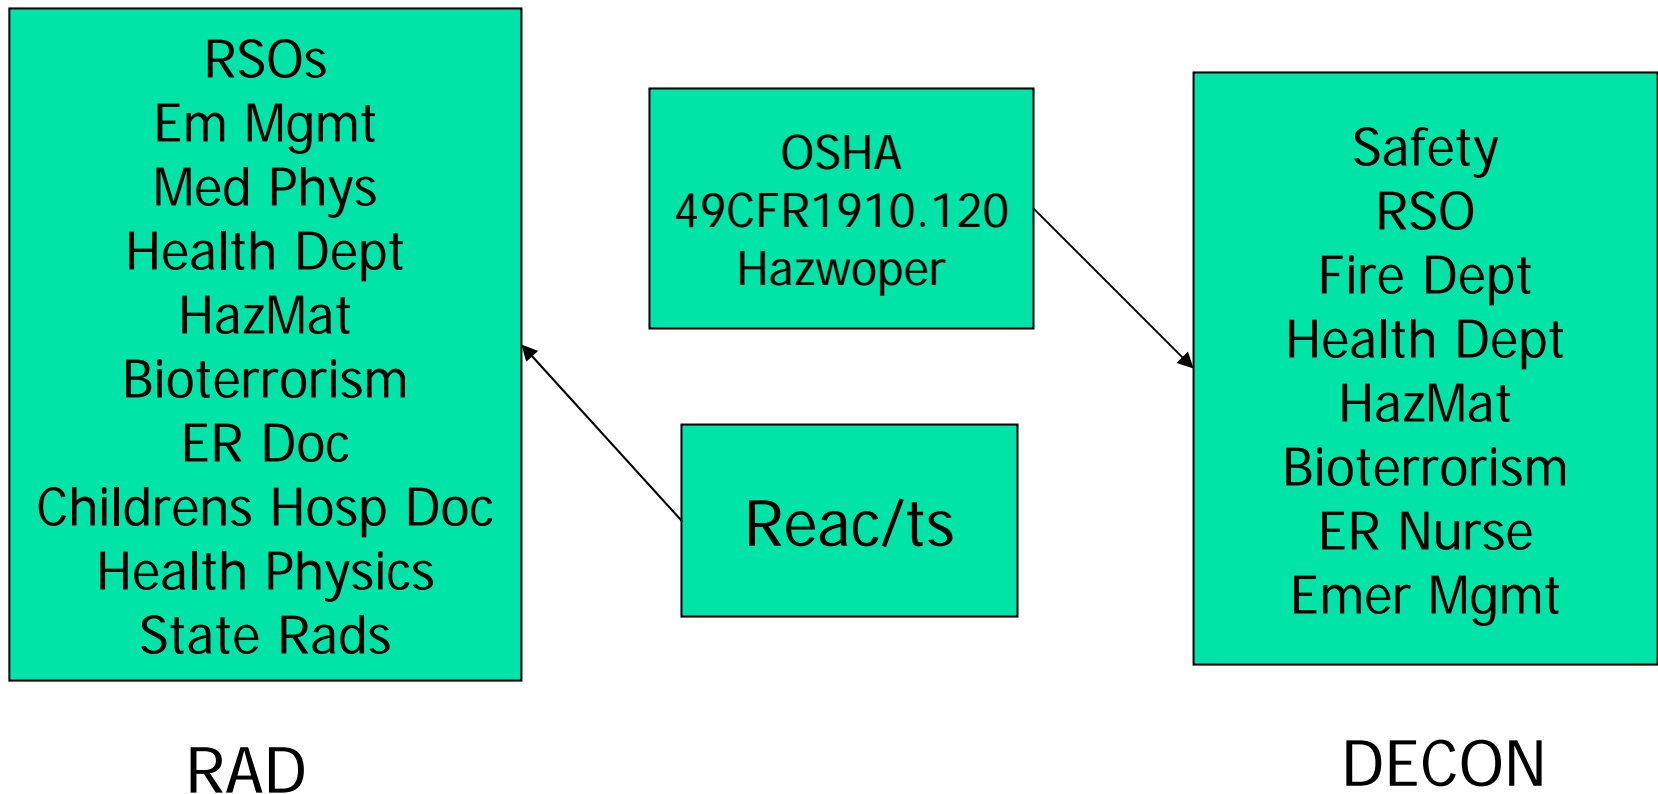 RSOs
Em Mgmt
Med Phys
Health Dept
HazMat
Bioterrorism
ER Doc
Childrens Hosp Doc
Health Physics
State Rads
RAD
OSHA
49CFR1910.120
Hazwoper
Reac/ts
Safety
RSO
Fire Dept
Health Dept
HazMat
Bioterrorism
ER Nurse
Emer Mgmt
DECON